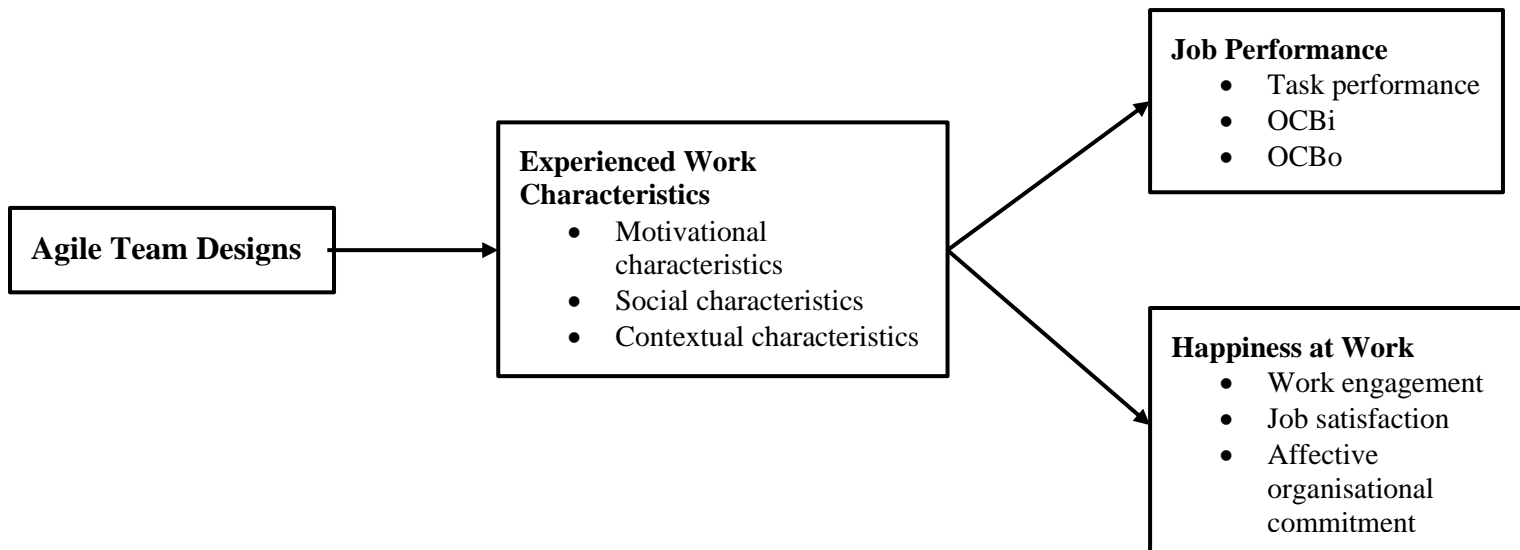 Agile Team Designs
Experienced Work
Characteristics
• Motivational
characteristics
• Social characteristics
• Contextual characteristics
Job Performance
• Task performance
• OCBi
• OCBo
Happiness at Work
• Work engagement
• Job satisfaction
• Affective
organisational
commitment